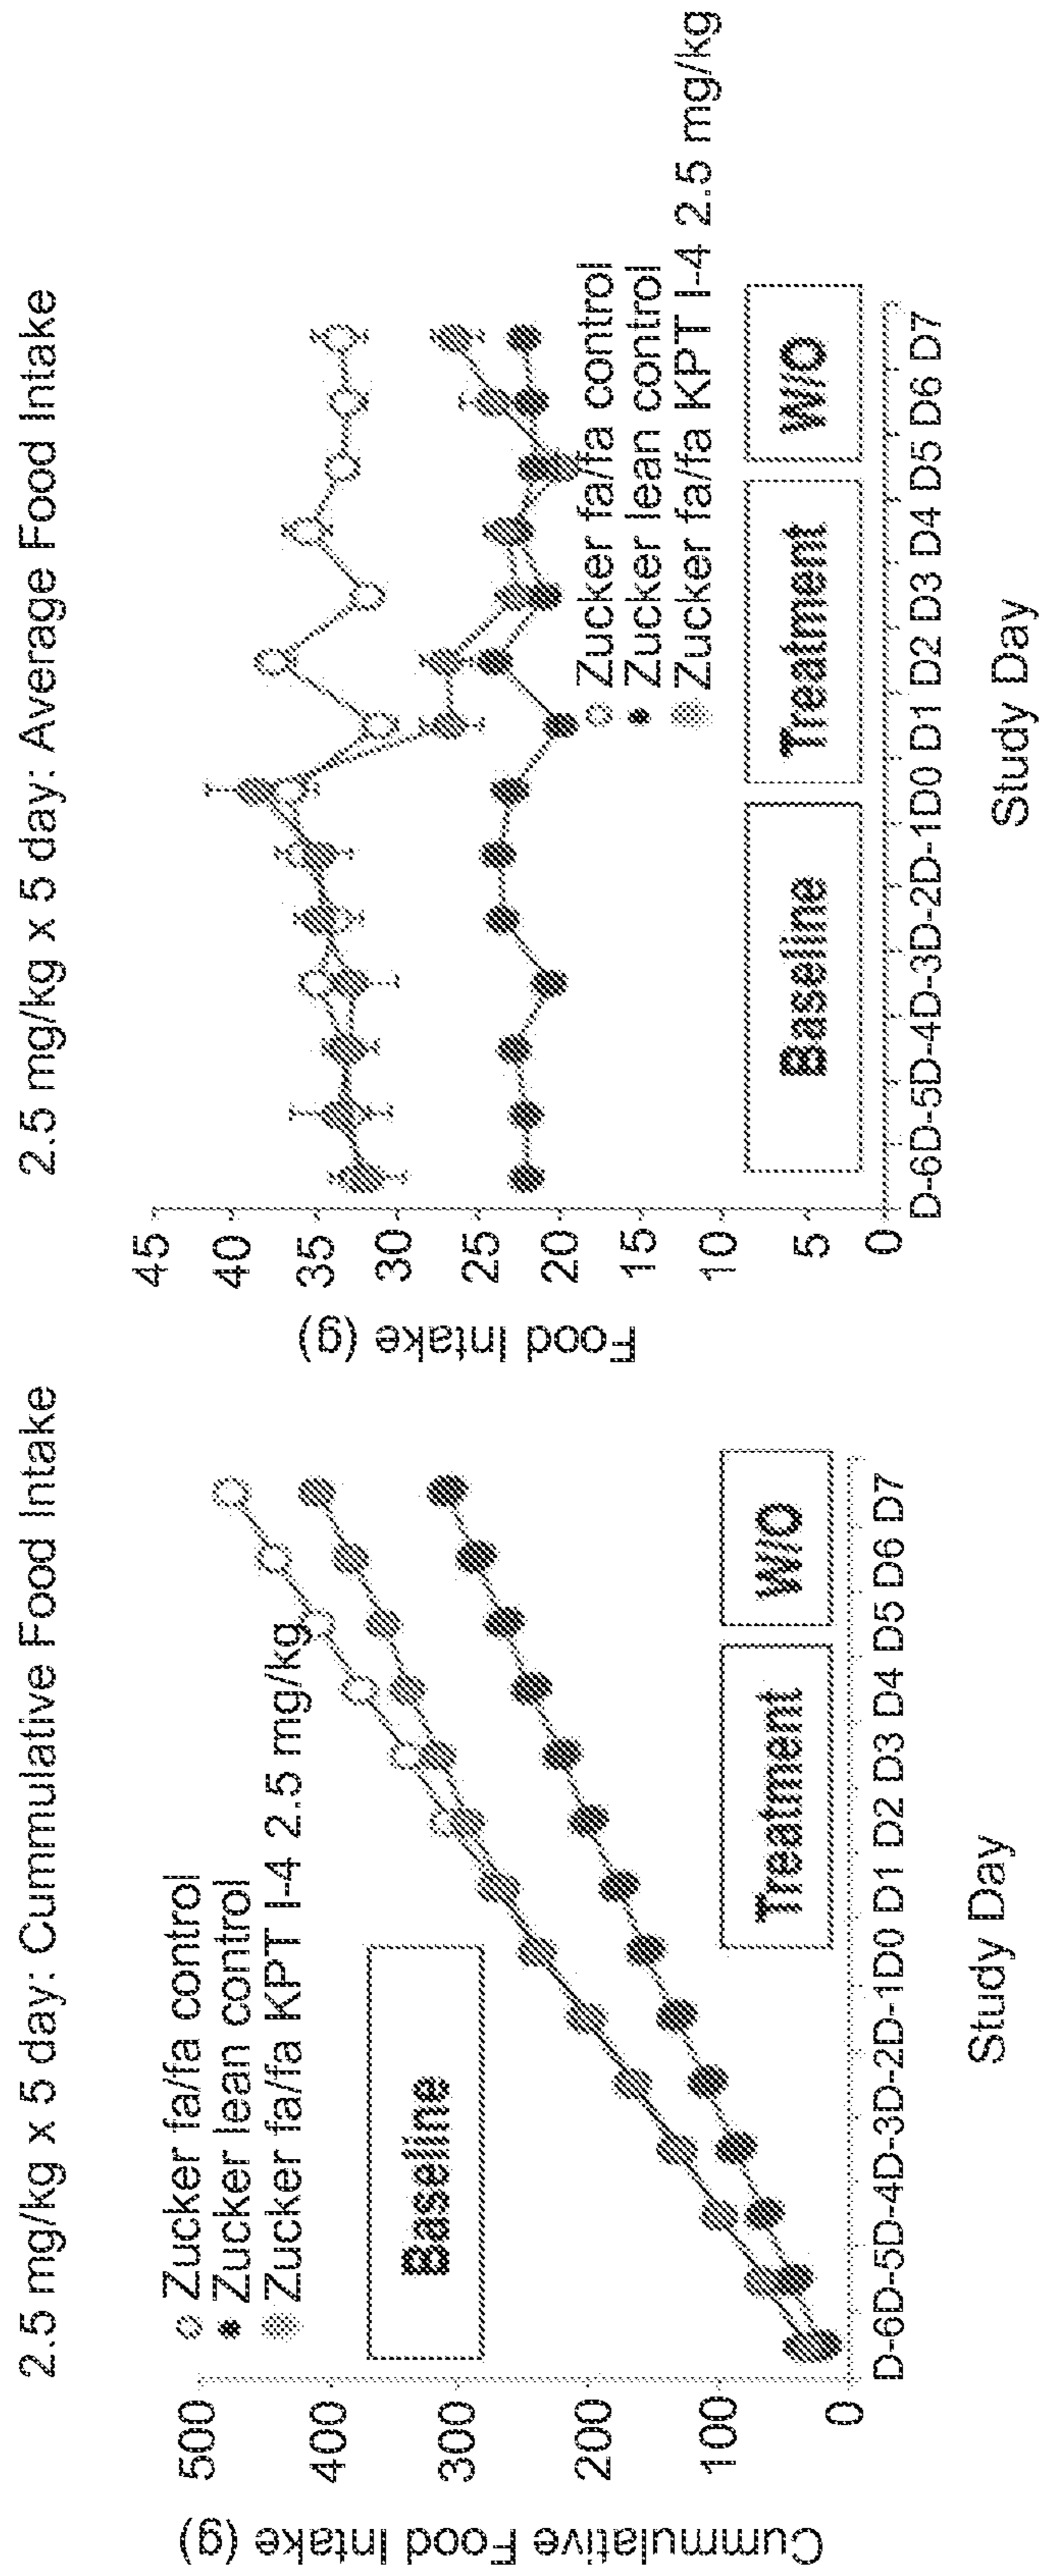 2.5 mg/kg x 5 day: Cummulative Food Intake
Cummulative Food Intake (g)
500
400
300
200
100
0
Zucker fa/fa control
Zucker lean control
Zucker fa/fa KPT I-4 2.5 mg/kg
Baseline
Treatment
W/O
D-6D-5D-4D-3D-2D-1D0 D1 D2 D3 D4 D5 D6 D7
Study Day
2.5 mg/kg x 5 day: Average Food Intake
Food Intake (g)
45
40
35
30
25
20
15
10
5
0
Zucker fa/fa control
Zucker lean control
Zucker fa/fa KPT I-4 2.5 mg/kg
Baseline
Treatment
W/O
D-6D-5D-4D-3D-2D-1D0 D1 D2 D3 D4 D5 D6 D7
Study Day